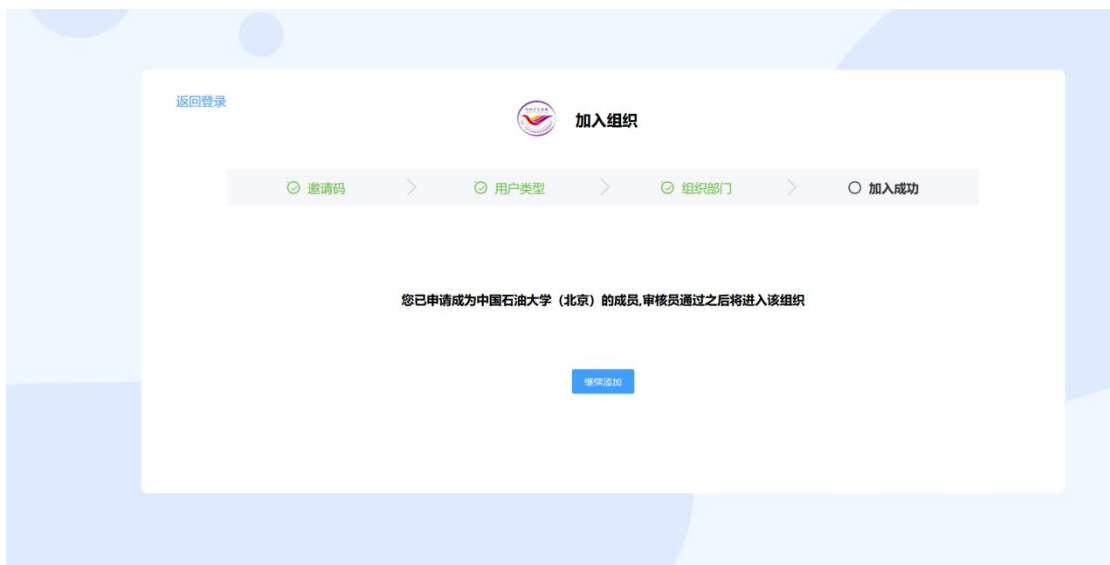 返回登录
加入组织
邀请码
用户类型
组织部门
加入成功
您已申请成为中国石油大学（北京）的成员,审核员通过之后将进入该组织
继续添加